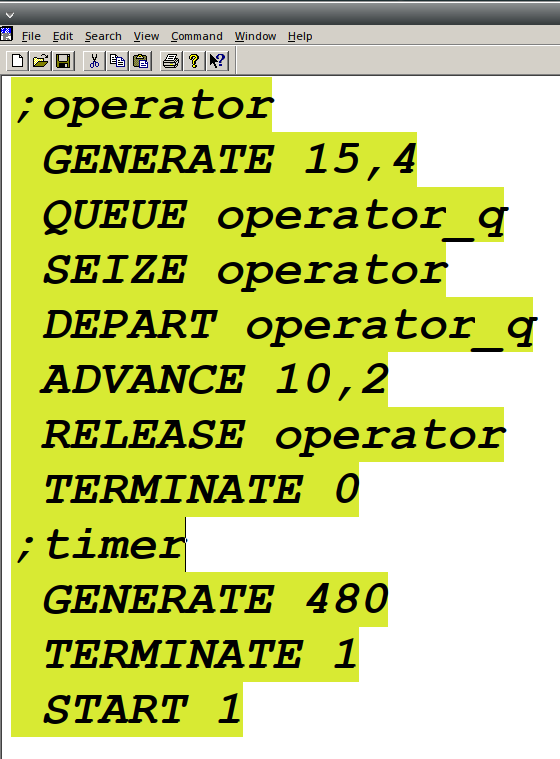 File Edit Search View Command Window Help
;operator
GENERATE 15,4
QUEUE operator_q
SEIZE operator
DEPART operator_q
ADVANCE 10,2
RELEASE operator
TERMINATE 0
;timer
GENERATE 480
TERMINATE 1
START 1